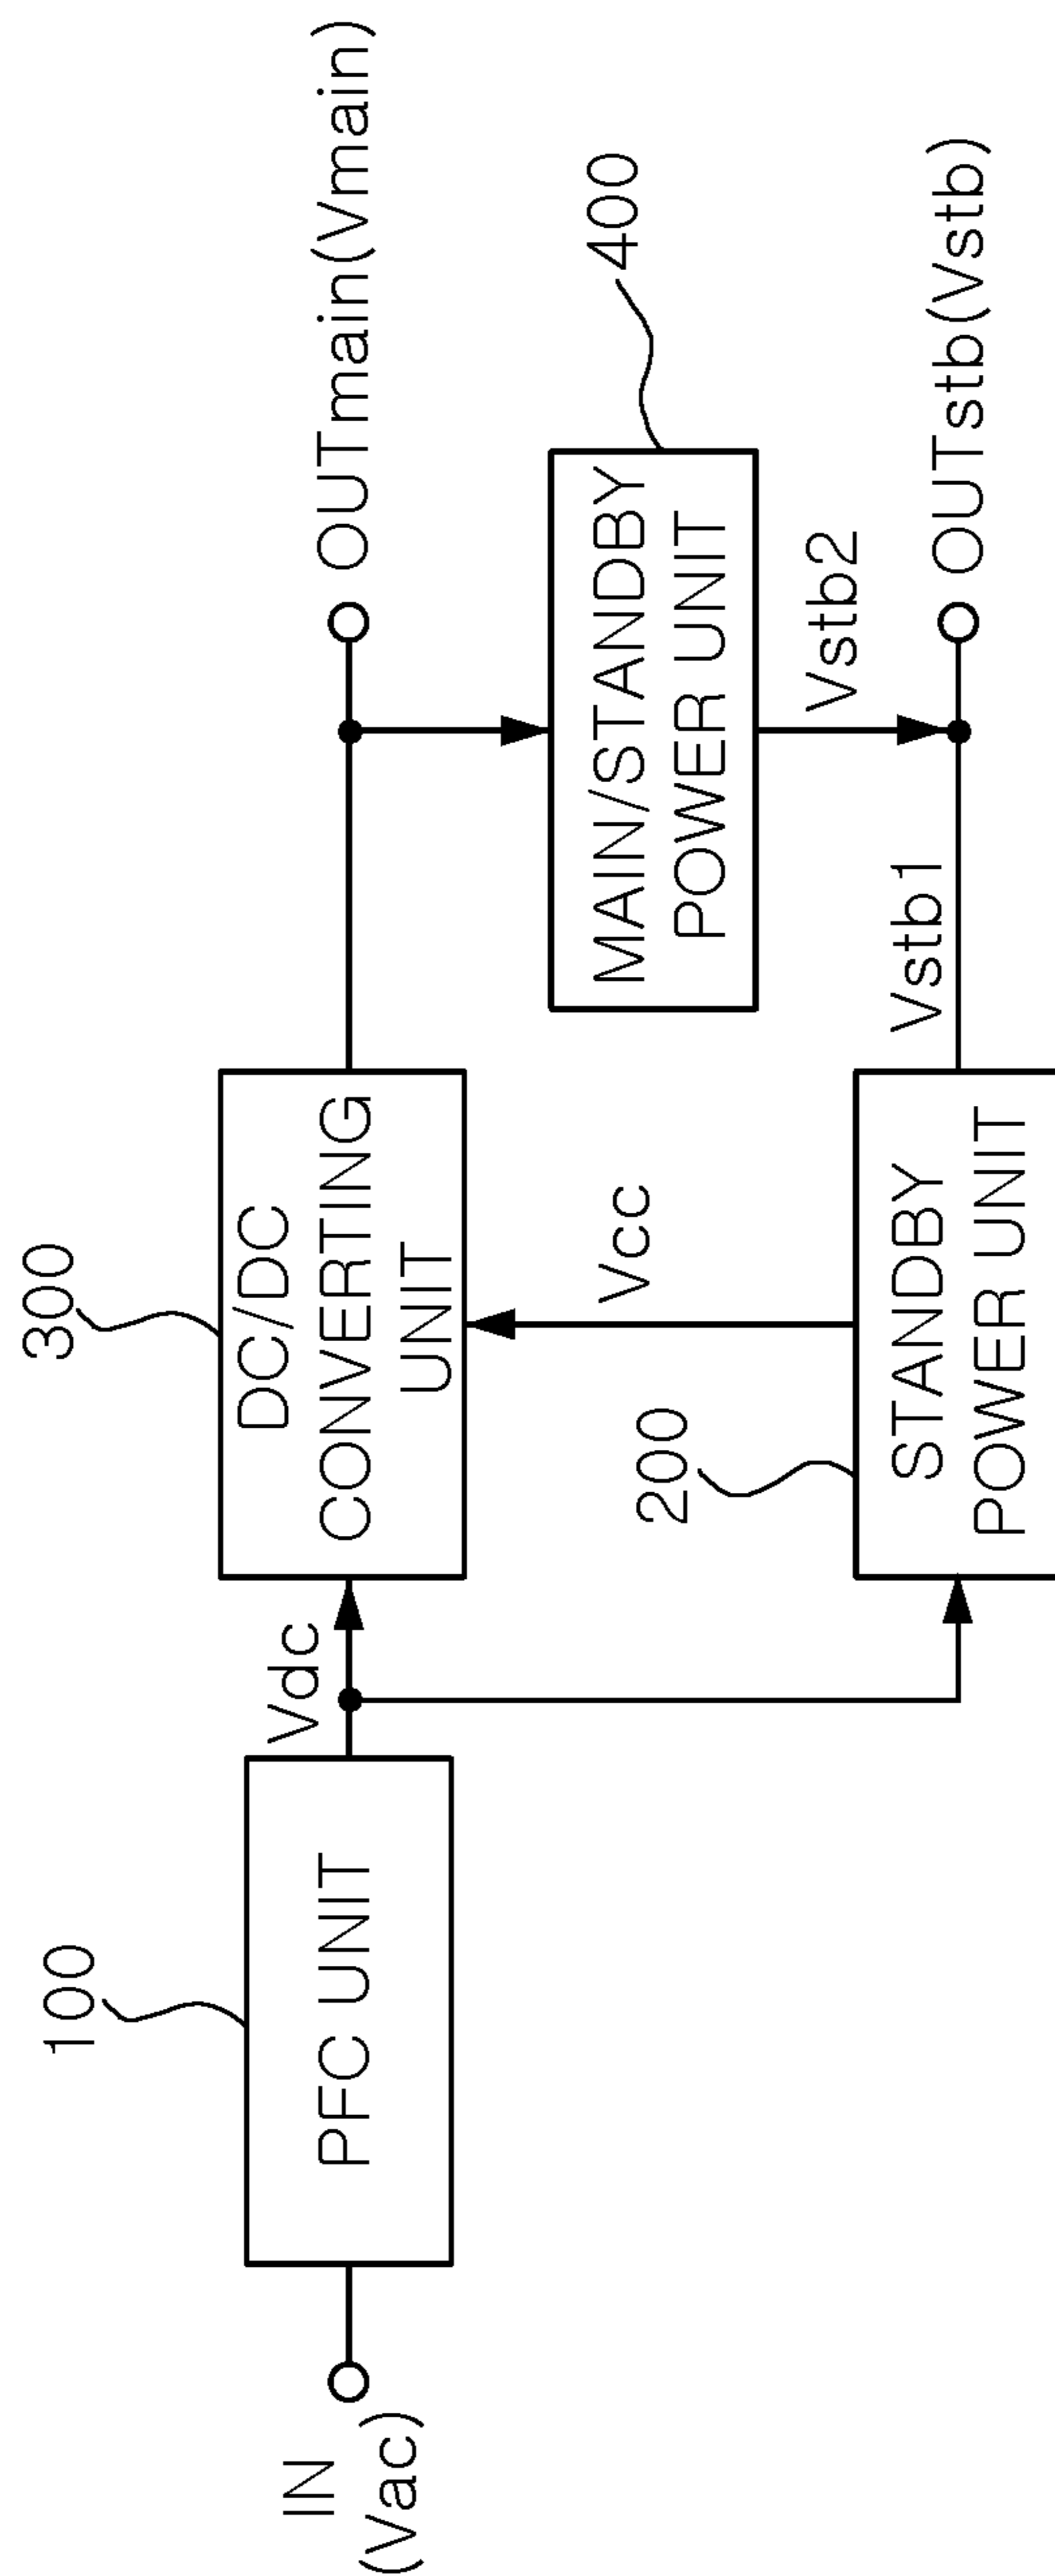 IN
(Vac)
100
PFC UNIT
Vdc
300
DC/DC
CONVERTING
UNIT
200
Vcc
STANDBY
POWER UNIT
OUTmain(Vmain)
400
MAIN/STANDBY
POWER UNIT
Vstb2
Vstb1
OUTstb(Vstb)